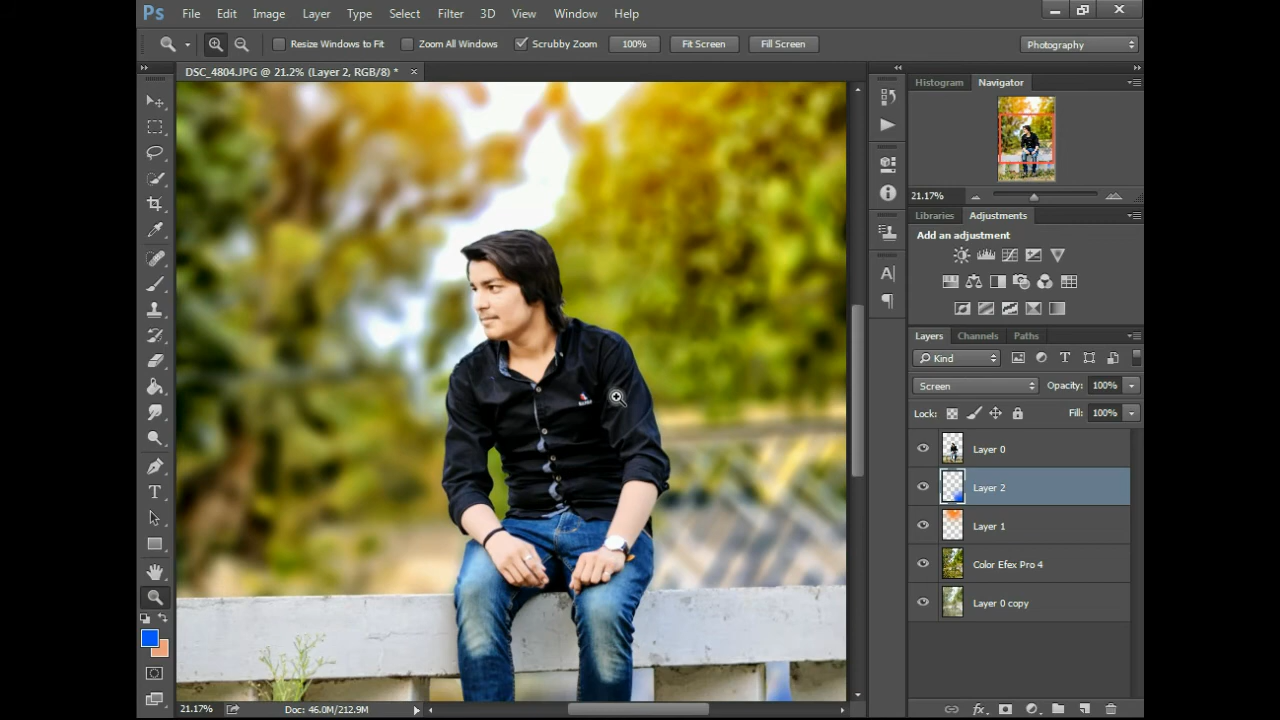 Ps File Edit Image Layer Type Select Filter 3D View Window Help
Resize Windows to Fit Zoom All Windows Scrubby Zoom 100% Fit Screen Fill Screen Photography
DSC_4804.JPG @ 21.2% (Layer 2, RGB/8) *
Histogram Navigator
21.17%
Libraries Adjustments
Add an adjustment
Layers Channels Paths
Kind
Screen Opacity: 100%
Lock: Fill: 100%
Layer 0
Layer 2
Layer 1
Color Efex Pro 4
Layer 0 copy
21.17% Doc: 46.0M/212.9M